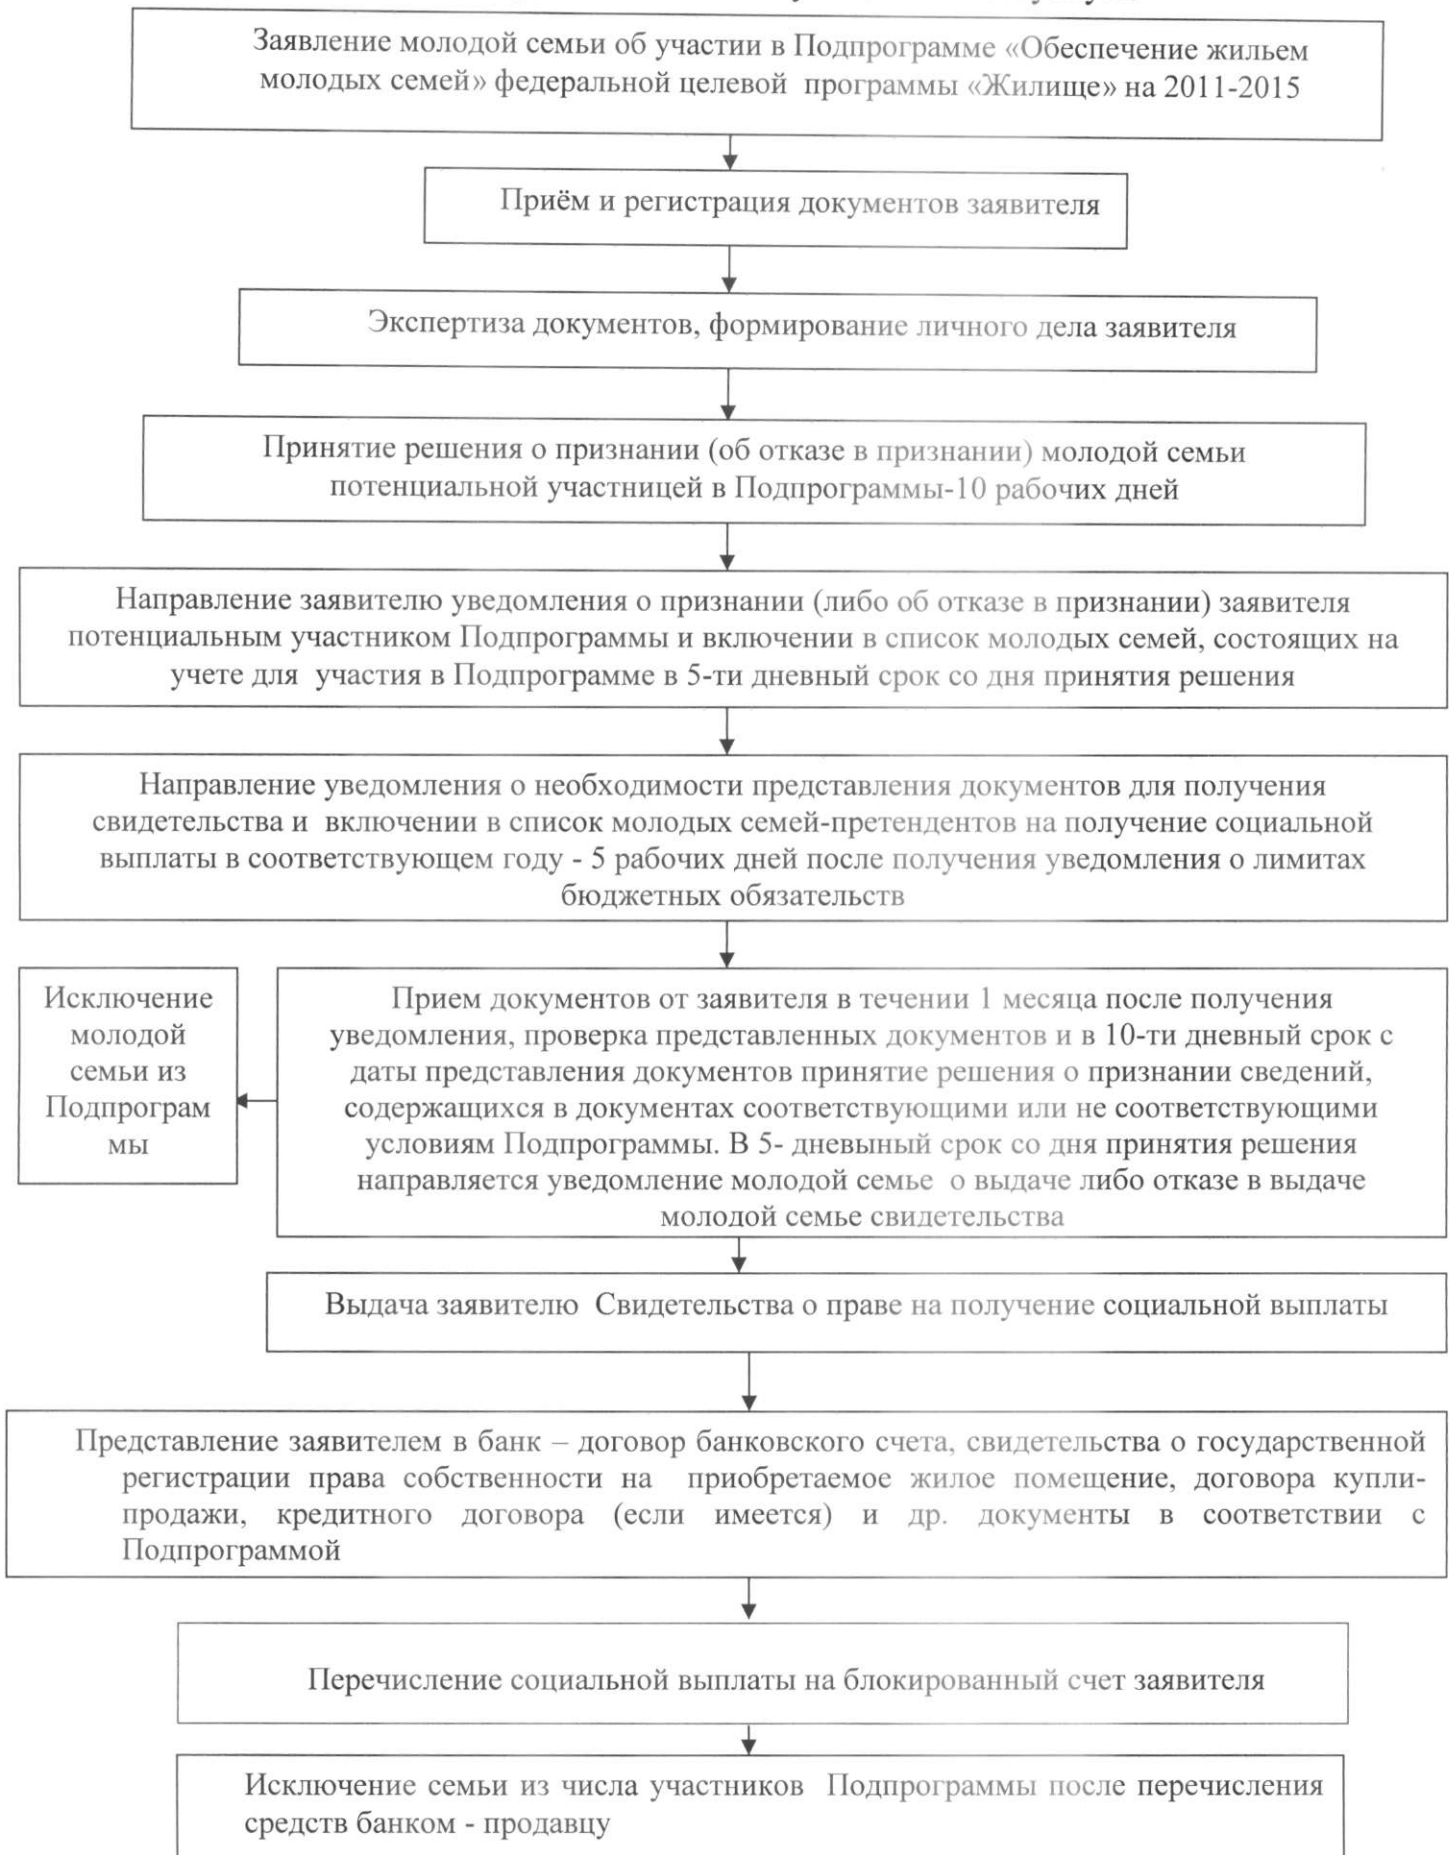 Заявление молодой семьи об участии в Подпрограмме «Обеспечение жильем
молодых семей» федеральной целевой программы «Жилище» на 2011-2015
Приём и регистрация документов заявителя
Экспертиза документов, формирование личного дела заявителя
Принятие решения о признании (об отказе в признании) молодой семьи
потенциальной участницей в Подпрограммы-10 рабочих дней
Направление заявителю уведомления о признании (либо об отказе в признании) заявителя
потенциальным участником Подпрограммы и включении в список молодых семей, состоящих на
учете для участия в Подпрограмме в 5-ти дневный срок со дня принятия решения
Направление уведомления о необходимости представления документов для получения
свидетельства и включении в список молодых семей-претендентов на получение социальной
выплаты в соответствующем году - 5 рабочих дней после получения уведомления о лимитах
бюджетных обязательств
Исключение
молодой
семьи из
Подпрограм
мы
Прием документов от заявителя в течении 1 месяца после получения
уведомления, проверка представленных документов и в 10-ти дневный срок с
даты представления документов принятие решения о признании сведений,
содержащихся в документах соответствующими или не соответствующими
условиям Подпрограммы. В 5- дневыный срок со дня принятия решения
направляется уведомление молодой семье о выдаче либо отказе в выдаче
молодой семье свидетельства
Выдача заявителю Свидетельства о праве на получение социальной выплаты
Представление заявителем в банк – договор банковского счета, свидетельства о государственной
регистрации права собственности на приобретаемое жилое помещение, договора купли-
продажи, кредитного договора (если имеется) и др. документы в соответствии с
Подпрограммой
Перечисление социальной выплаты на блокированный счет заявителя
Исключение семьи из числа участников Подпрограммы после перечисления
средств банком - продавцу